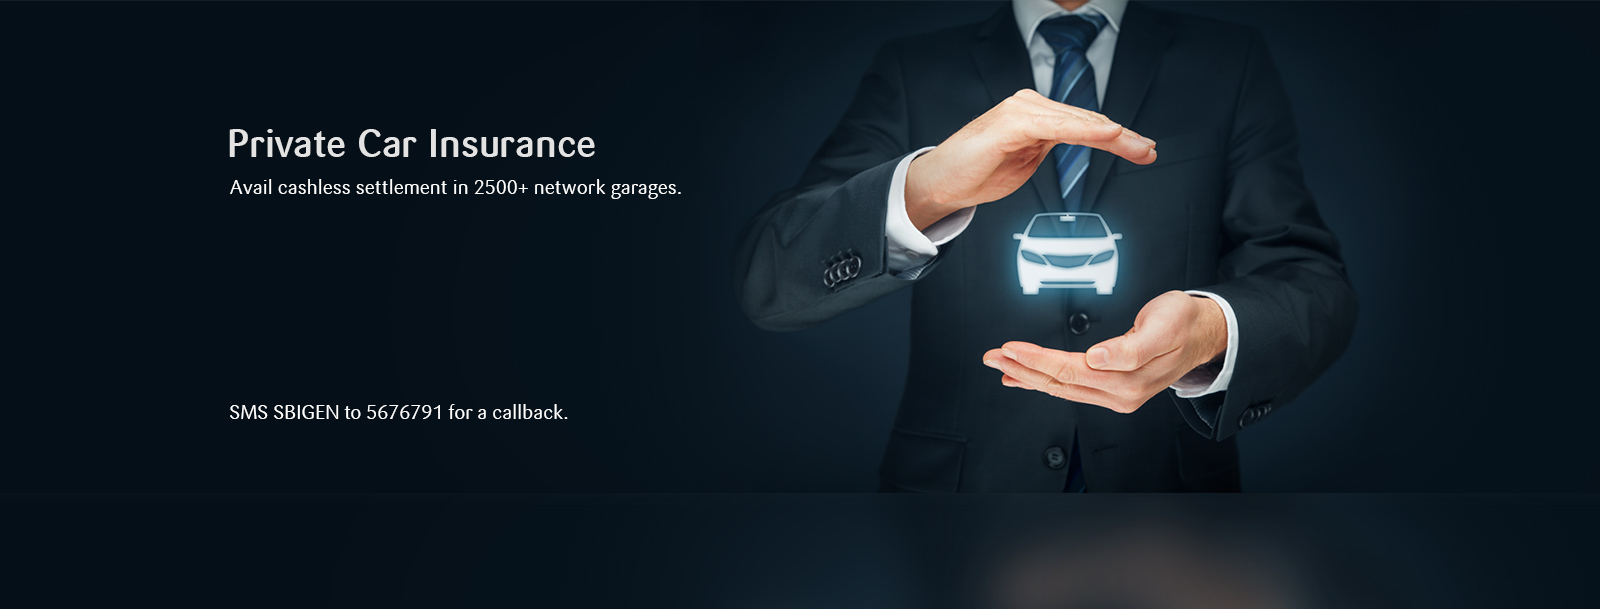 Private Car Insurance
Avail cashless settlement in 2500+ network garages.
SMS SBIGEN to 5676791 for a callback.